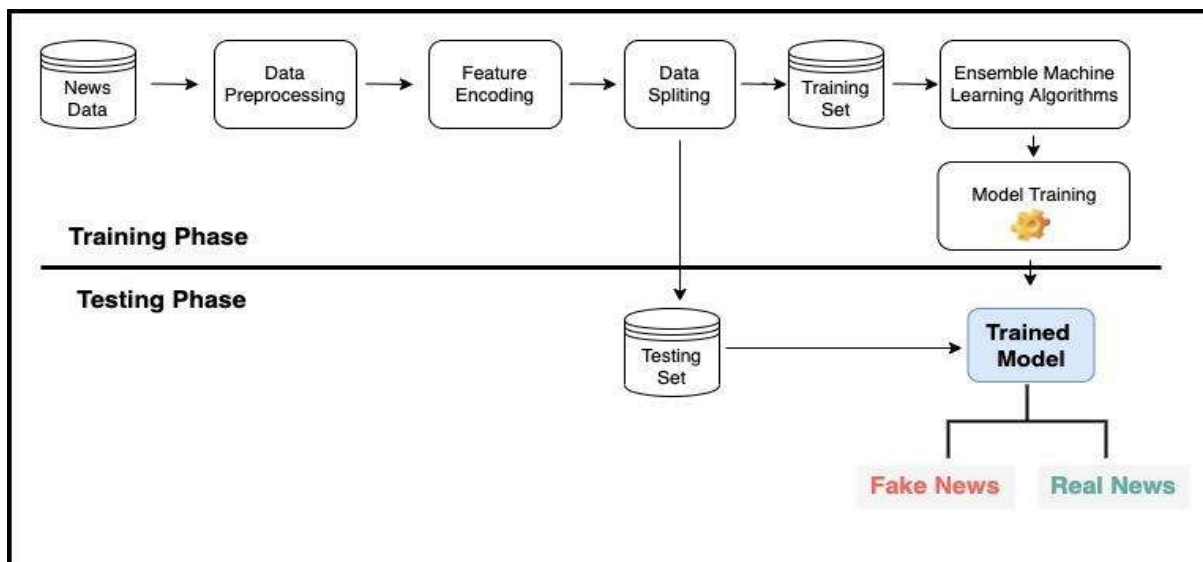 News
Data
Data
Preprocessing
Feature
Encoding
Data
Spliting
Training
Set
Ensemble Machine
Learning Algorithms
Model Training
Training Phase
Testing Phase
Testing
Set
Trained
Model
Fake News
Real News